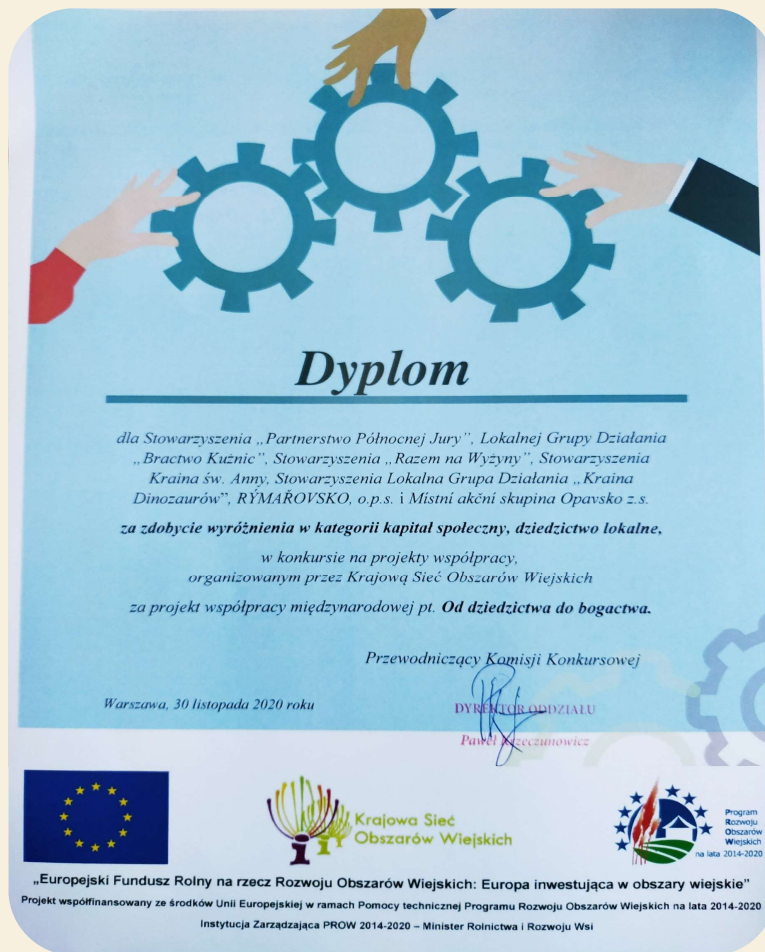 Dyplom
dla Stowarzyszenia „Partnerstwo Północnej Jury”, Lokalnej Grupy Działania
„Bractwo Kuźnic”, Stowarzyszenia „Razem na Wyżyny”, Stowarzyszenia
Kraina św. Anny, Stowarzyszenia Lokalna Grupa Działania „Kraina
Dinozaurów”, RÝMAŘOVSKO, o.p.s. i Místní akční skupina Opavsko z.s.
za zdobycie wyróżnienia w kategorii kapitał społeczny, dziedzictwo lokalne,
w konkursie na projekty współpracy,
organizowanym przez Krajową Sieć Obszarów Wiejskich
za projekt współpracy międzynarodowej pt. Od dziedzictwa do bogactwa.
Przewodniczący Komisji Konkursowej
Warszawa, 30 listopada 2020 roku
DYREKTOR ODDZIAŁU
Paweł Krzeczunowicz
Krajowa Sieć
Obszarów Wiejskich
Program
Rozwoju
Obszarów
Wiejskich
na lata 2014-2020
„Europejski Fundusz Rolny na rzecz Rozwoju Obszarów Wiejskich: Europa inwestująca w obszary wiejskie”
Projekt współfinansowany ze środków Unii Europejskiej w ramach Pomocy technicznej Programu Rozwoju Obszarów Wiejskich na lata 2014-2020
Instytucja Zarządzająca PROW 2014-2020 – Minister Rolnictwa i Rozwoju Wsi